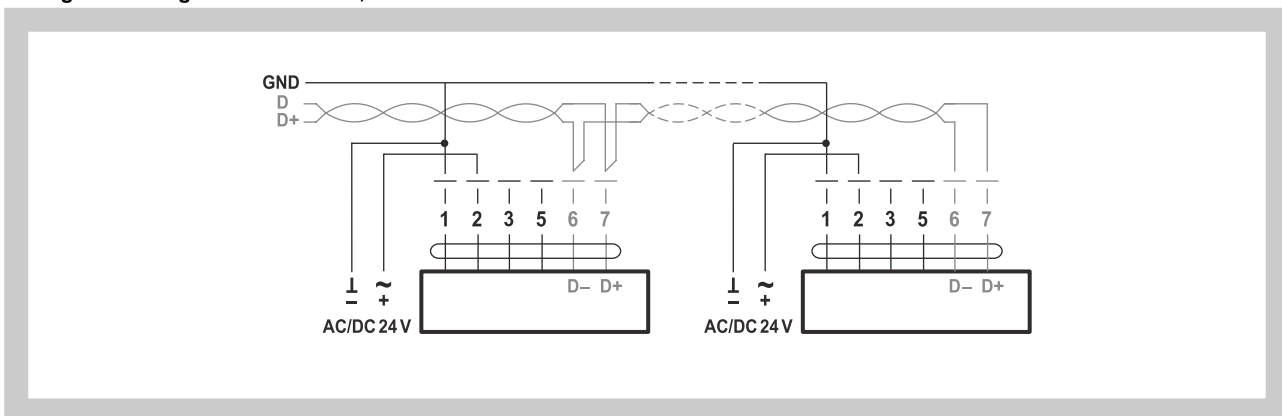 GND
D
D+
1 2 3 5 6 7 1 2 3 5 6 7
D– D+ D– D+
⊥ ~ ⊥ ~
– + – +
AC/DC 24 V AC/DC 24 V